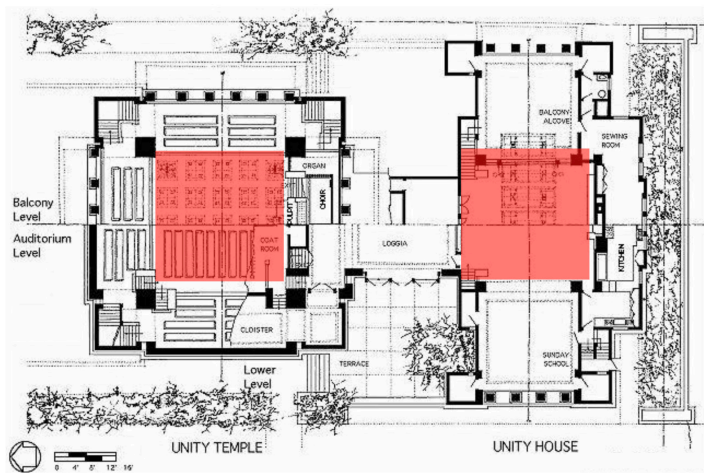 BALCONY
ALCOVE
SEWING
ROOM
ORGAN
CHOIR
PULPIT
Balcony
Level
Auditorium
Level
COAT
ROOM
LOGGIA
KITCHEN
CLOISTER
TERRACE
SUNDAY
SCHOOL
Lower
Level
UNITY TEMPLE
UNITY HOUSE
0 4' 8' 12' 16'